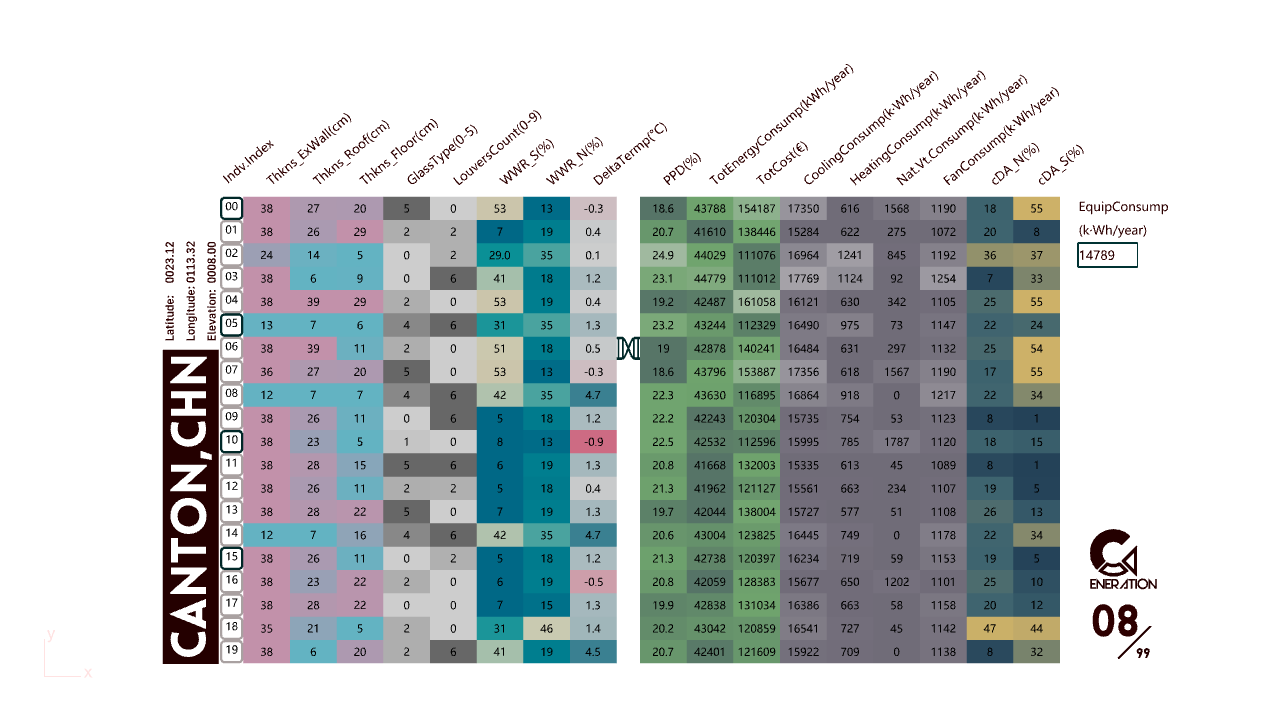 Indv.Index Thkns_ExWall(cm) Thkns_Roof(cm) Thkns_Floor(cm) GlassType(0-5) LouversCount(0-9) WWR_S(%) WWR_N(%) DeltaTermp(°C) PPD(%) TotEnergyConsump(kWh/year) TotCost(€) CoolingConsump(k·Wh/year) HeatingConsump(k·Wh/year) Nat.Vt.Consump(k·Wh/year) FanConsump(k·Wh/year) cDA_N(%) cDA_S(%)
00 38 27 20 5 0 53 13 -0.3 18.6 43788 154187 17350 616 1568 1190 18 55
01 38 26 29 2 2 7 19 0.4 20.7 41610 138446 15284 622 275 1072 20 8
02 24 14 5 0 2 29.0 35 0.1 24.9 44029 111076 16964 1241 845 1192 36 37
03 38 6 9 0 6 41 18 1.2 23.1 44779 111012 17769 1124 92 1254 7 33
04 38 39 29 2 0 53 19 0.4 19.2 42487 161058 16121 630 342 1105 25 55
05 13 7 6 4 6 31 35 1.3 23.2 43244 112329 16490 975 73 1147 22 24
06 38 39 11 2 0 51 18 0.5 19 42878 140241 16484 631 297 1132 25 54
07 36 27 20 5 0 53 13 -0.3 18.6 43796 153887 17356 618 1567 1190 17 55
08 12 7 7 4 6 42 35 4.7 22.3 43630 116895 16864 918 0 1217 22 34
09 38 26 11 0 6 5 18 1.2 22.2 42243 120304 15735 754 53 1123 8 1
10 38 23 5 1 0 8 13 -0.9 22.5 42532 112596 15995 785 1787 1120 18 15
11 38 28 15 5 6 6 19 1.3 20.8 41668 132003 15335 613 45 1089 8 1
12 38 26 11 2 2 5 18 0.4 21.3 41962 121127 15561 663 234 1107 19 5
13 38 28 22 5 0 7 19 1.3 19.7 42044 138004 15727 577 51 1108 26 13
14 12 7 16 4 6 42 35 4.7 20.6 43004 123825 16445 749 0 1178 22 34
15 38 26 11 0 2 5 18 1.2 21.3 42738 120397 16234 719 59 1153 19 5
16 38 23 22 2 0 6 19 -0.5 20.8 42059 128383 15677 650 1202 1101 25 10
17 38 28 22 0 0 7 15 1.3 19.9 42838 131034 16386 663 58 1158 20 12
18 35 21 5 2 0 31 46 1.4 20.2 43042 120859 16541 727 45 1142 47 44
19 38 6 20 2 6 41 19 4.5 20.7 42401 121609 15922 709 0 1138 8 32
Latitude: 0023.12
Longitude: 0113.32
Elevation: 0008.00
CANTON,CHN
EquipConsump
(k·Wh/year)
14789
GENERATION
08/99
y
x